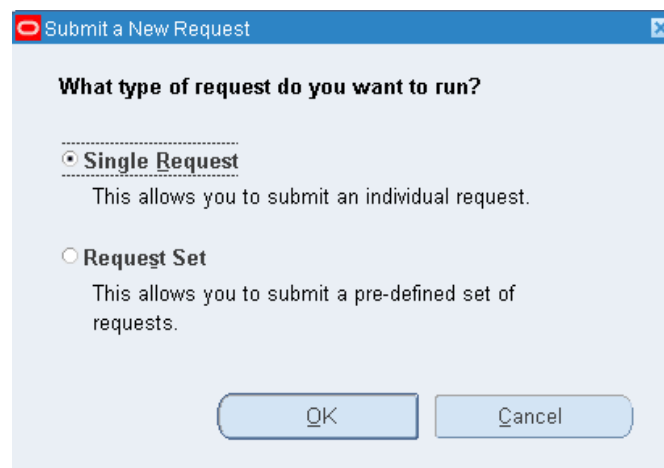 Submit a New Request
What type of request do you want to run?
Single Request
This allows you to submit an individual request.
Request Set
This allows you to submit a pre-defined set of
requests.
OK
Cancel